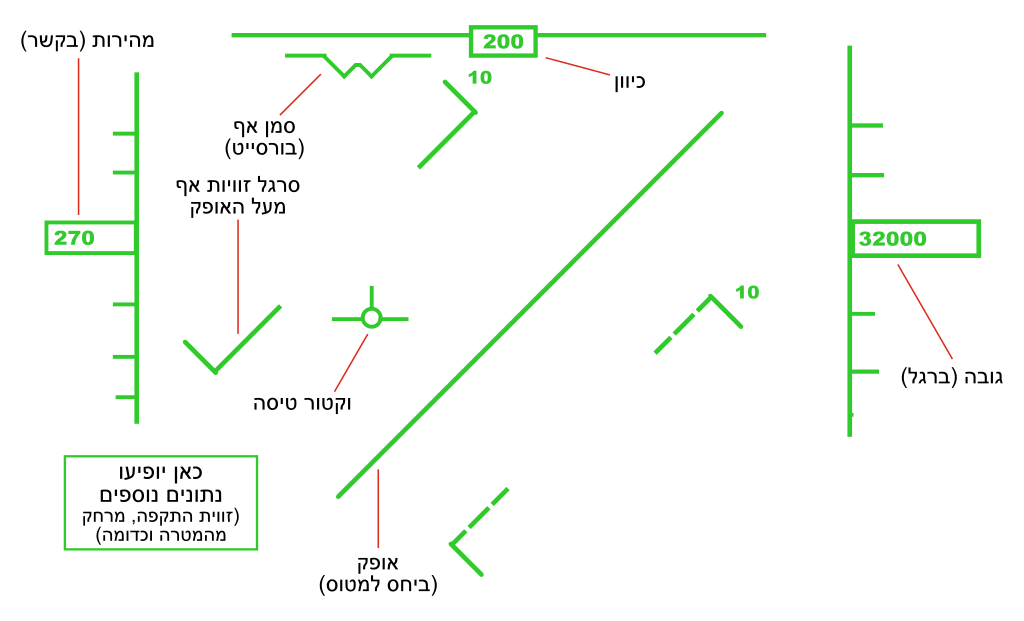 מהירות (בקשר)
200
כיוון
10
סמן אף
(בורסייט)
סרגל זוויות אף
מעל האופק
270
32000
10
גובה (ברגל)
וקטור טיסה
כאן יופיעו
נתונים נוספים
(זווית התקפה, מרחק
מהמטרה וכדומה)
אופק
(ביחס למטוס)